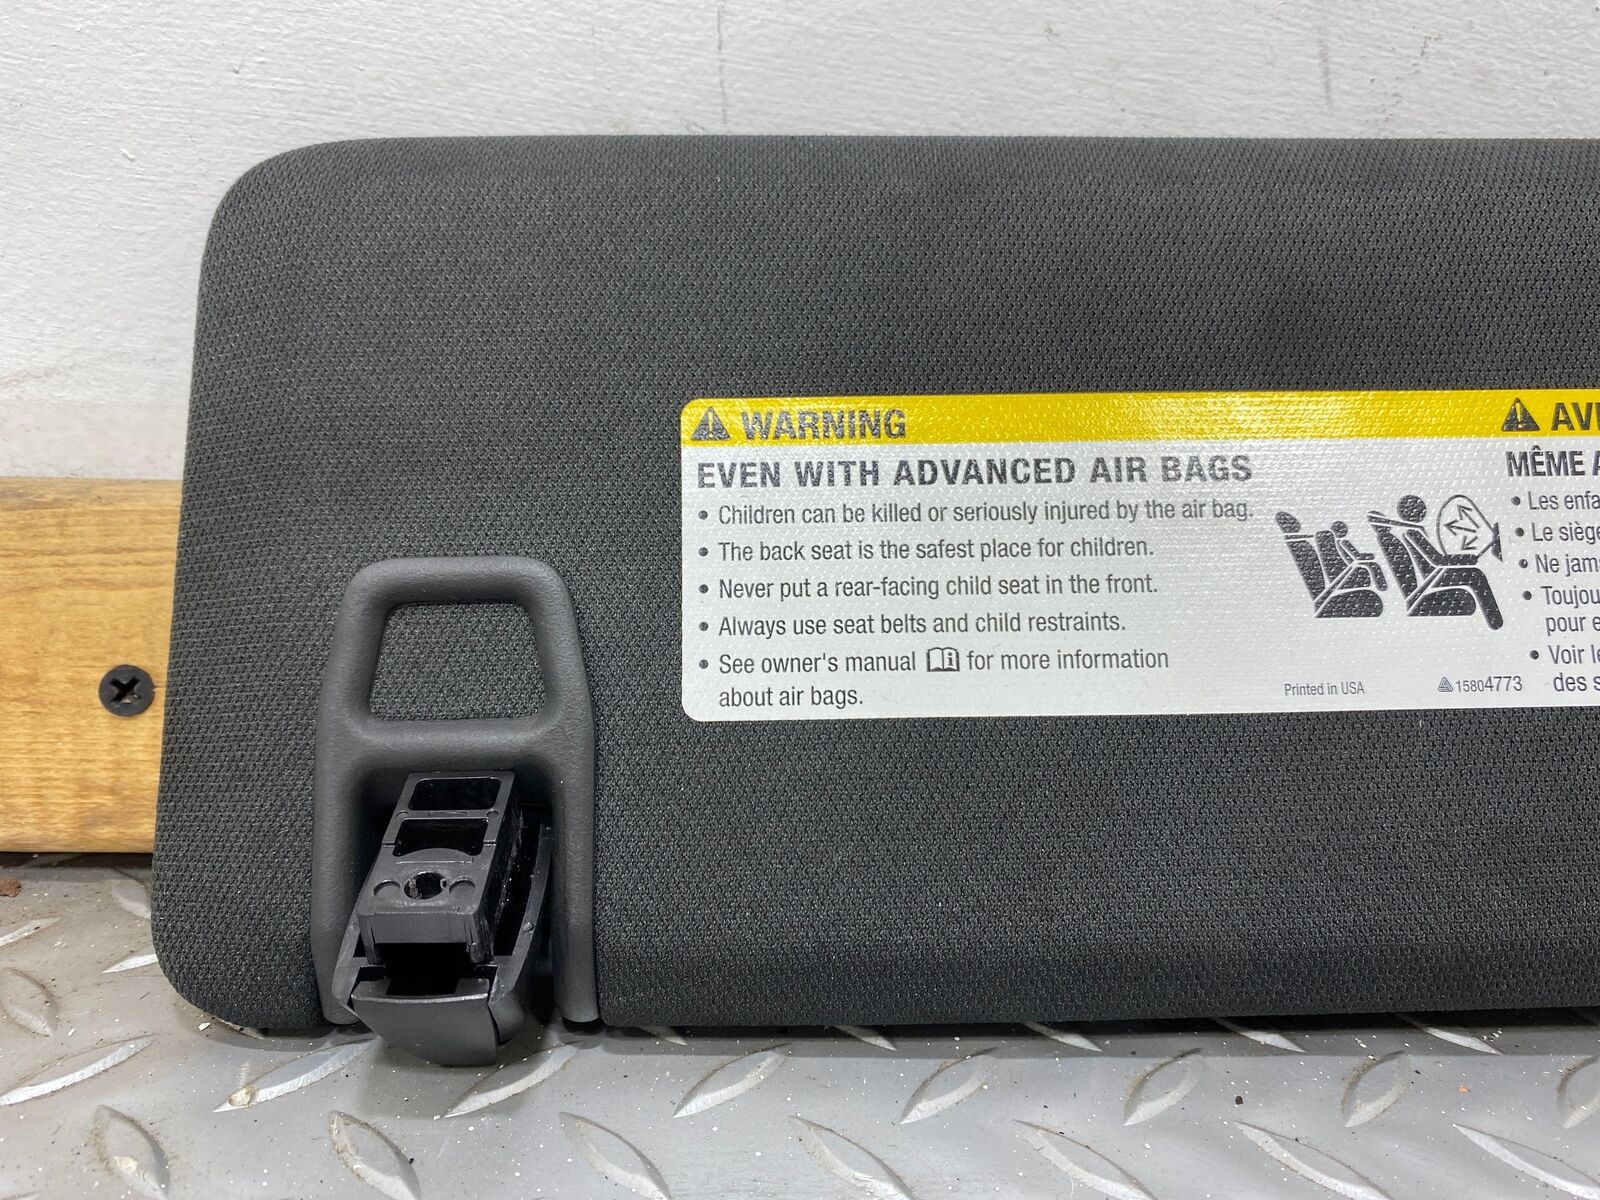 WARNING
EVEN WITH ADVANCED AIR BAGS
• Children can be killed or seriously injured by the air bag.
• The back seat is the safest place for children.
• Never put a rear-facing child seat in the front.
• Always use seat belts and child restraints.
• See owner's manual for more information
about air bags.
Printed in USA
15804773
MÊME
• Les
• Le
• Ne
pour
• Voir
des